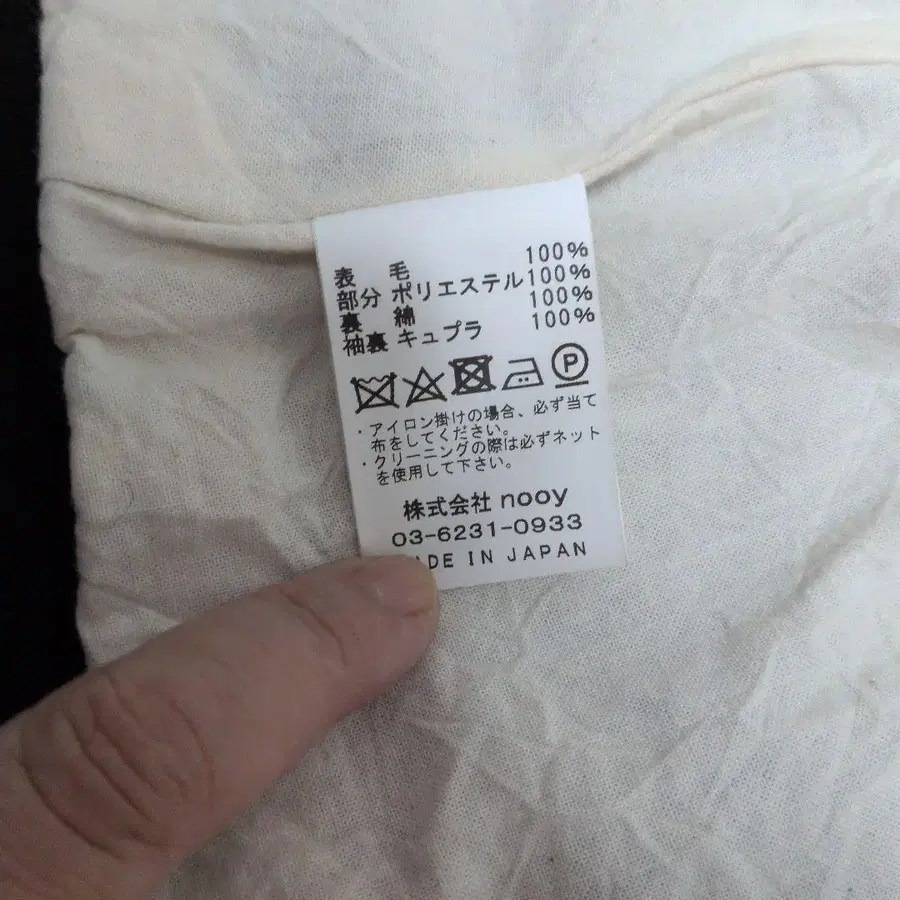 表 毛 100%
部分 ポリエステル 100%
裏 綿 100%
袖裏 キュプラ 100%
P
・アイロン掛けの場合、必ず当て
布をしてください。
・クリーニングの際は必ずネット
を使用して下さい。
株式会社 nooy
03-6231-0933
ADE IN JAPAN